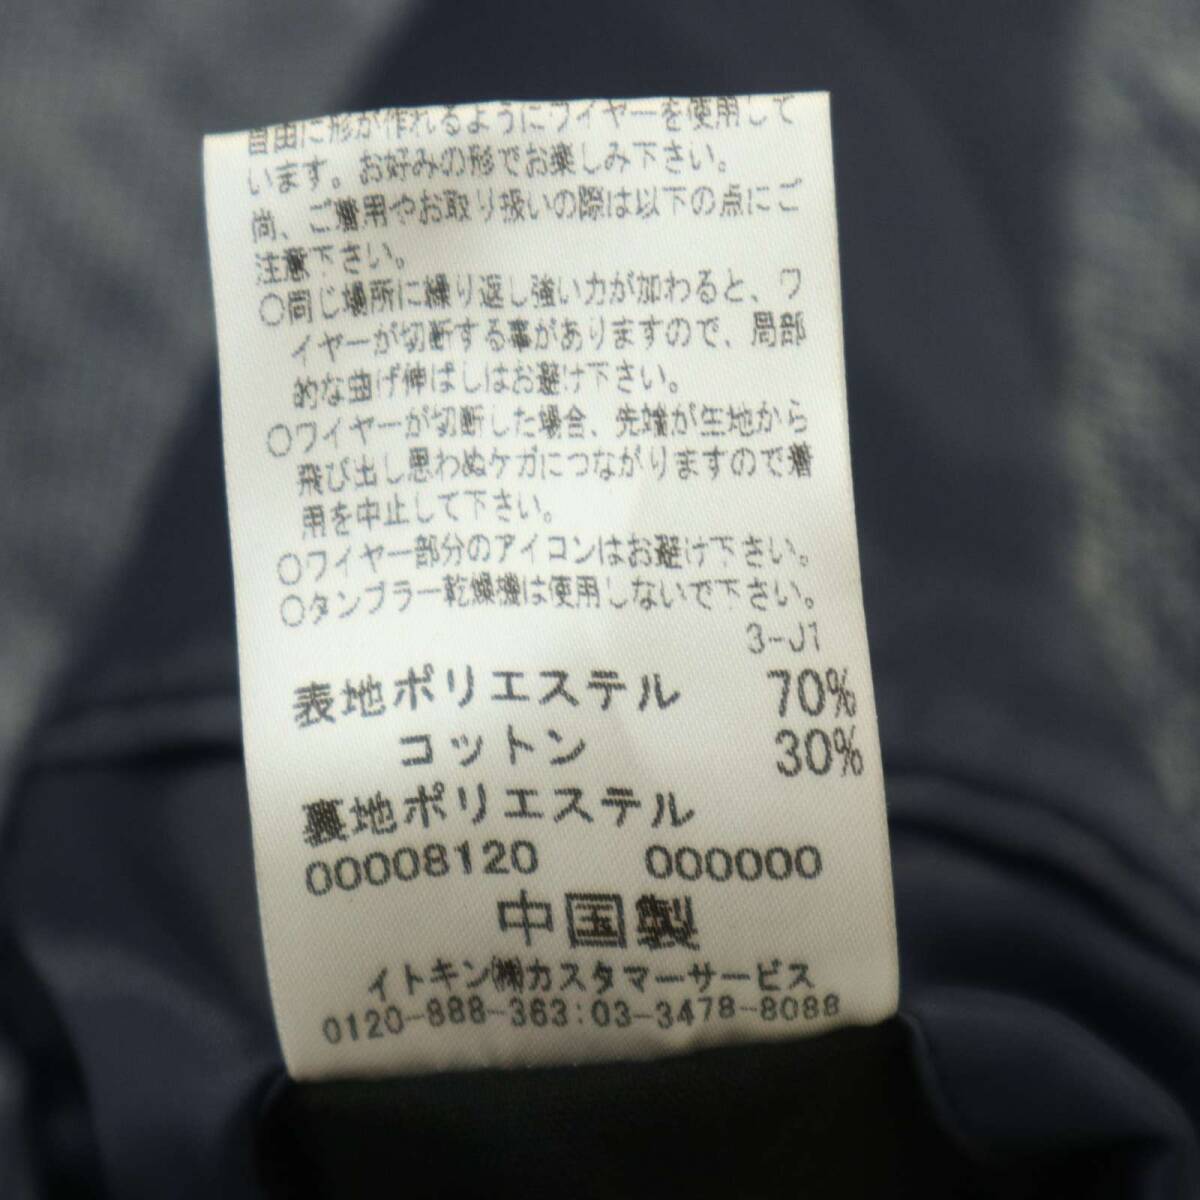 自由に形が作れるようにワイヤーを使用して
います。お好みの形でお楽しみ下さい。
尚、ご着用やお取り扱いの際は以下の点にご
注意下さい。
○同じ場所に繰り返し強い力が加わると、ワ
イヤーが切断する事がありますので、局部
的な曲げ伸ばしはお避け下さい。
○ワイヤーが切断した場合、先端が生地から
飛び出し思わぬケガにつながりますので着
用を中止して下さい。
○ワイヤー部分のアイロンはお避け下さい。
○タンブラー乾燥機は使用しないで下さい。
3-J1
表地ポリエステル 70%
コットン 30%
裏地ポリエステル
00008120 000000
中国製
イトキン㈱カスタマーサービス
0120-888-363:03-3478-8088